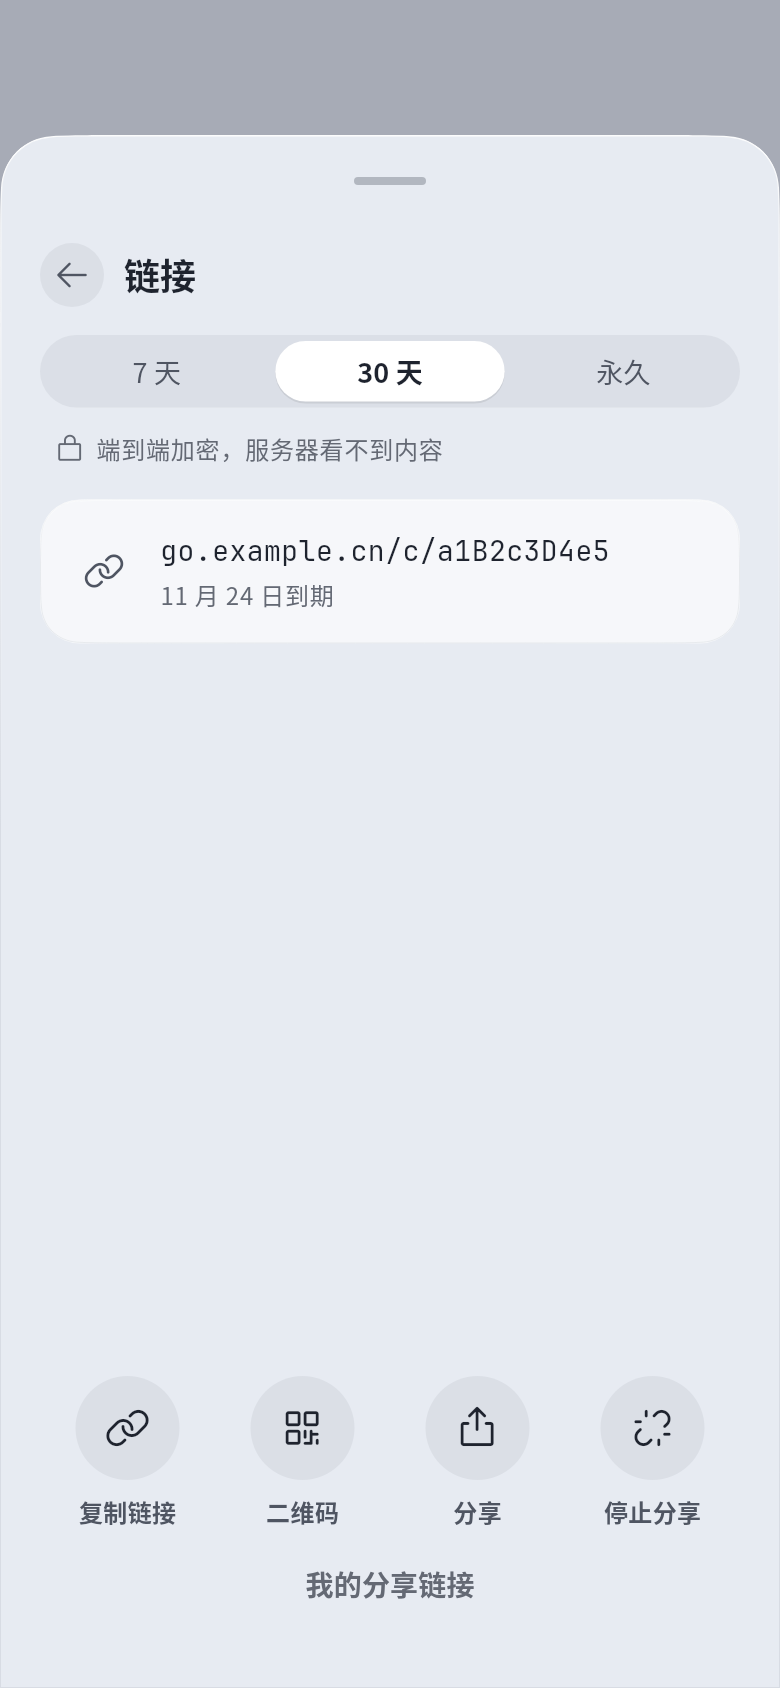 链接
7 天
30 天
永久
端到端加密，服务器看不到内容
go.example.cn/c/a1B2c3D4e5
11 月 24 日到期
复制链接
二维码
分享
停止分享
我的分享链接